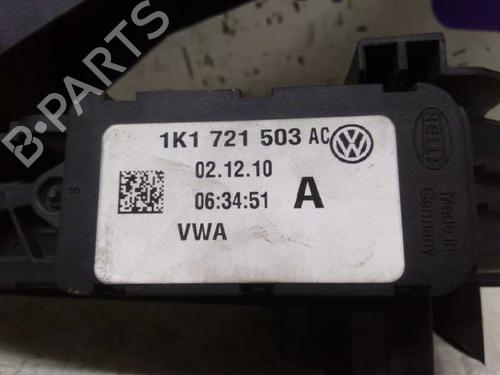 1K1 721 503 AC
02.12.10
06:34:51 A
VWA
HELLA
Made in
Germany
B-PARTS